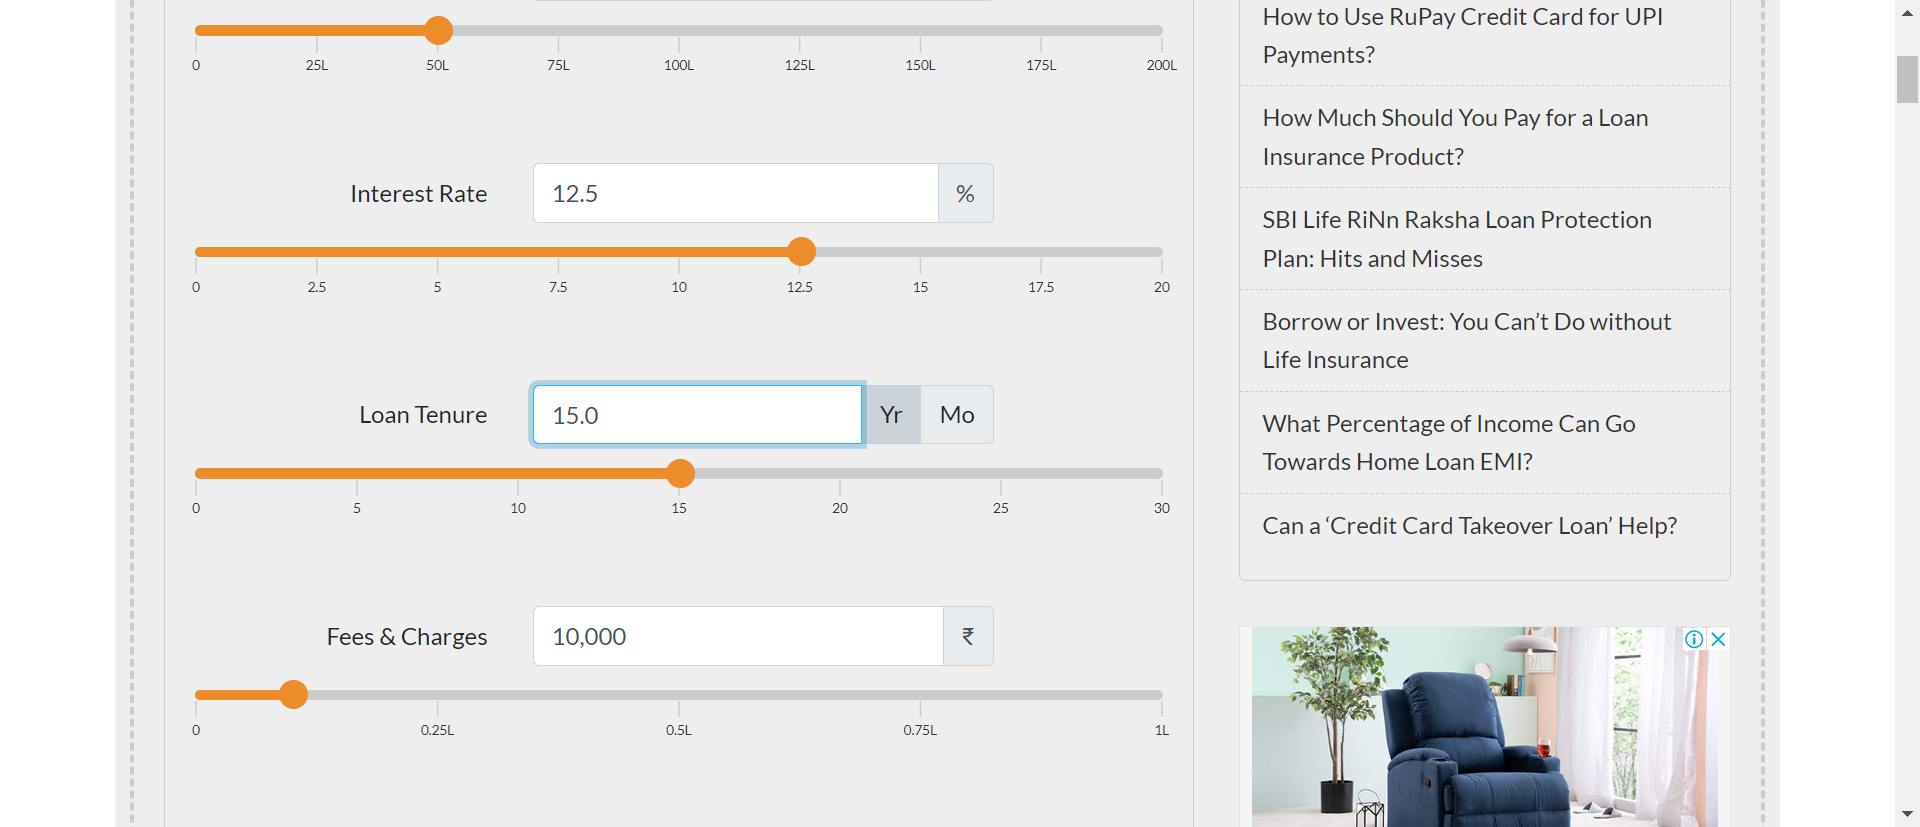 0 25L 50L 75L 100L 125L 150L 175L 200L
Interest Rate 12.5 %
0 2.5 5 7.5 10 12.5 15 17.5 20
Loan Tenure 15.0 Yr Mo
0 5 10 15 20 25 30
Fees & Charges 10,000 ₹
0 0.25L 0.5L 0.75L 1L
How to Use RuPay Credit Card for UPI
Payments?
How Much Should You Pay for a Loan
Insurance Product?
SBI Life RiNn Raksha Loan Protection
Plan: Hits and Misses
Borrow or Invest: You Can’t Do without
Life Insurance
What Percentage of Income Can Go
Towards Home Loan EMI?
Can a ‘Credit Card Takeover Loan’ Help?